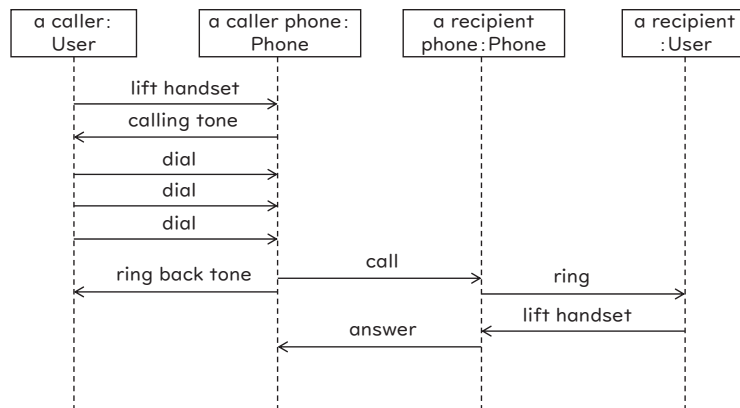 a caller:
User
a caller phone:
Phone
a recipient
phone:Phone
a recipient
:User
lift handset
calling tone
dial
dial
dial
call
ring back tone
ring
lift handset
answer